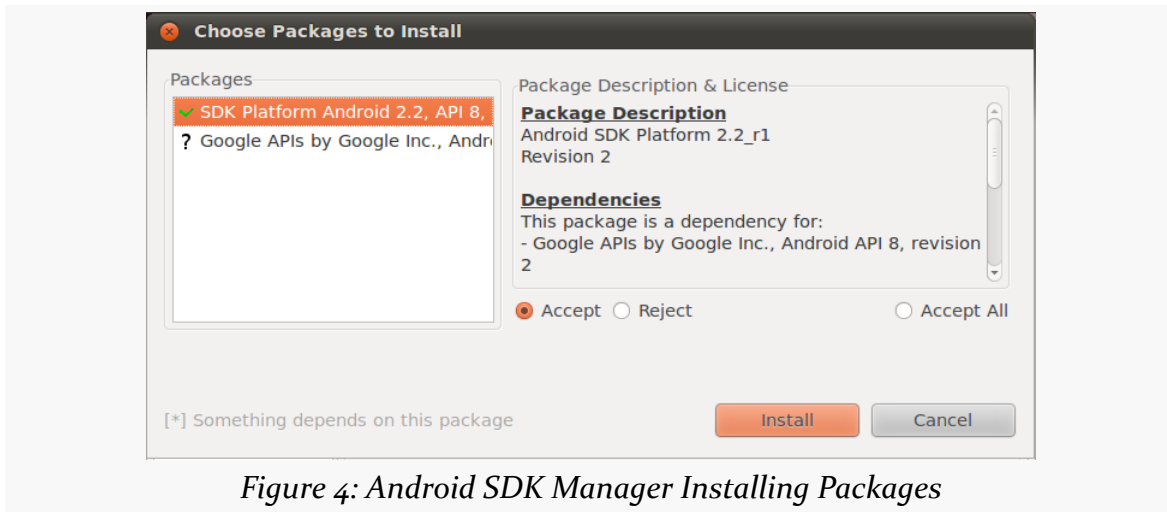 Choose Packages to Install
Packages
SDK Platform Android 2.2, API 8,
? Google APIs by Google Inc., Andr
Package Description & License
Package Description
Android SDK Platform 2.2_r1
Revision 2
Dependencies
This package is a dependency for:
- Google APIs by Google Inc., Android API 8, revision
2
Accept Reject Accept All
[*] Something depends on this package
Install Cancel
Figure 4: Android SDK Manager Installing Packages